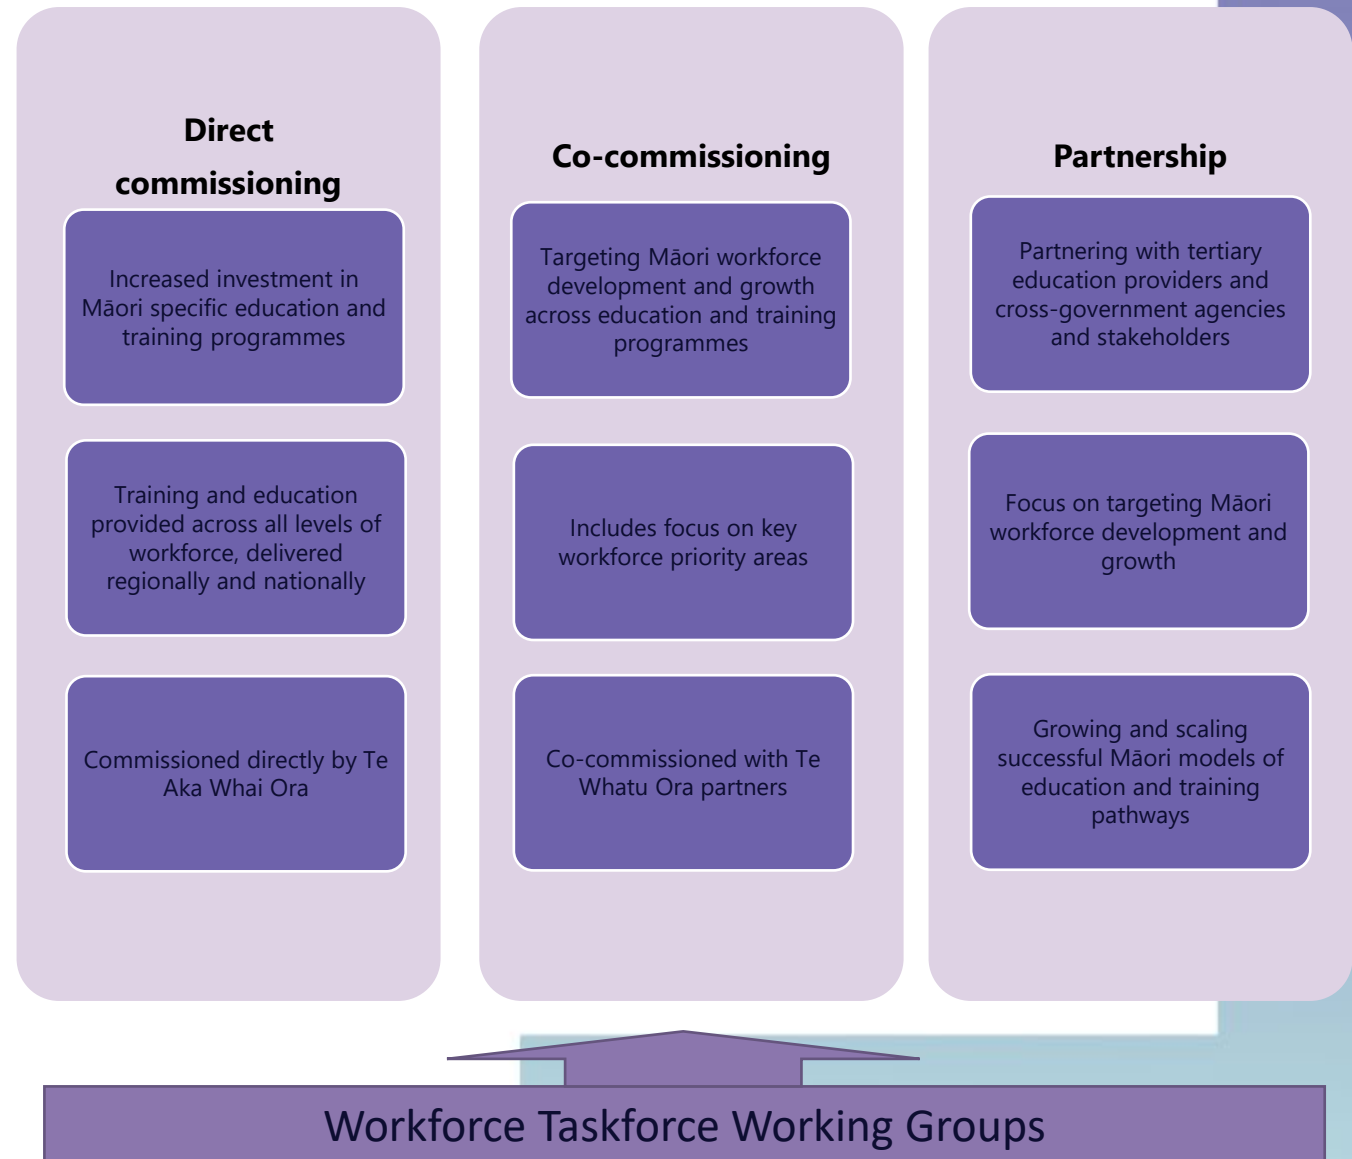 Direct
commissioning
Increased investment in
Māori specific education and
training programmes
Training and education
provided across all levels of
workforce, delivered
regionally and nationally
Commissioned directly by Te
Aka Whai Ora
Co-commissioning
Targeting Māori workforce
development and growth
across education and training
programmes
Includes focus on key
workforce priority areas
Co-commissioned with Te
Whatu Ora partners
Partnership
Partnering with tertiary
education providers and
cross-government agencies
and stakeholders
Focus on targeting Māori
workforce development and
growth
Growing and scaling
successful Māori models of
education and training
pathways
Workforce Taskforce Working Groups